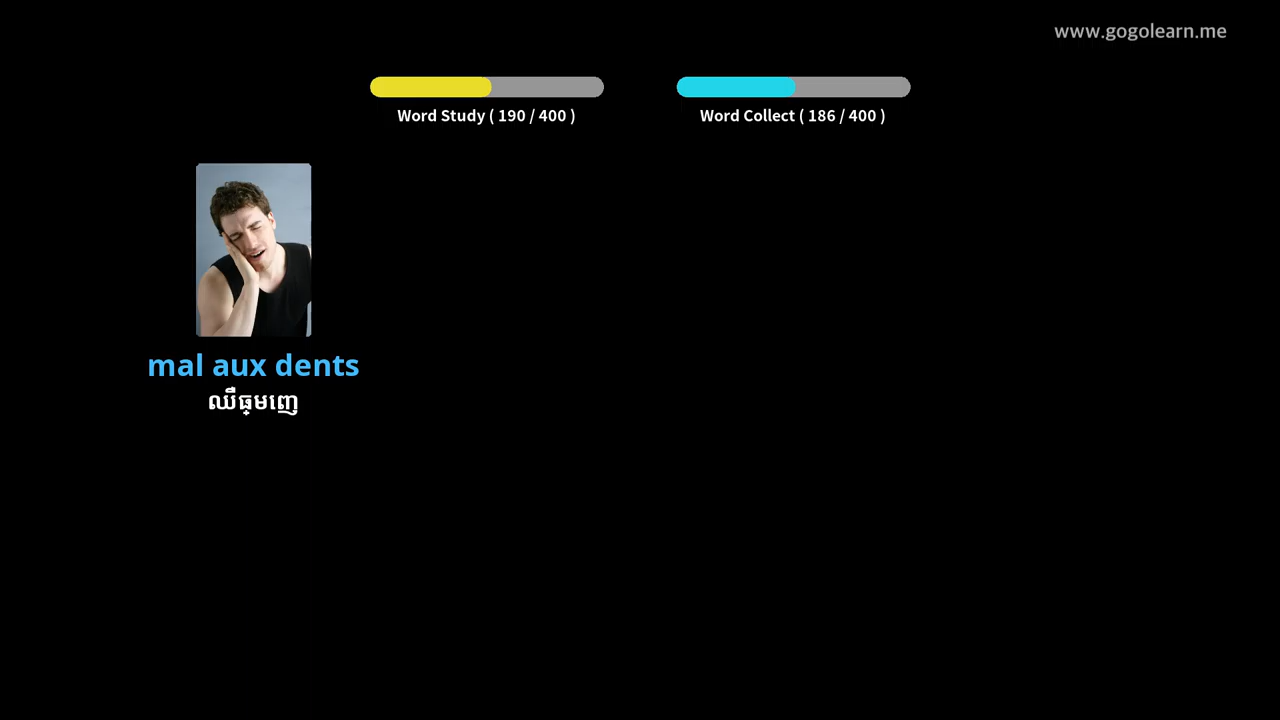 www.gogolearn.me
Word Study ( 190 / 400 )
Word Collect ( 186 / 400 )
mal aux dents
ឈឺធ្មេញ